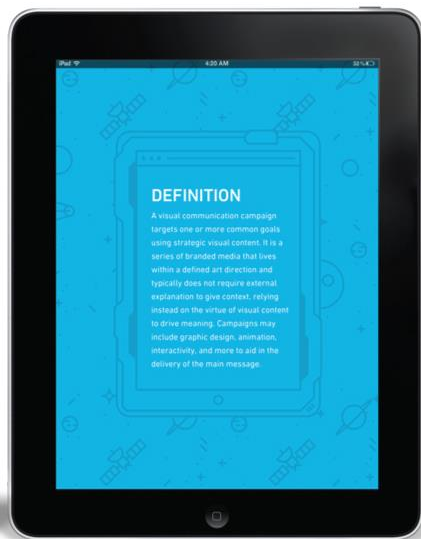 iPad
4:20 AM
DEFINITION
A visual communication campaign
targets one or more common goals
using strategic visual content. It is a
series of branded media that lives
within a defined art direction and
typically does not require external
explanation to give context, relying
instead on the virtue of visual content
to drive meaning. Campaigns may
include graphic design, animation,
interactivity, and more to aid in the
delivery of the main message.